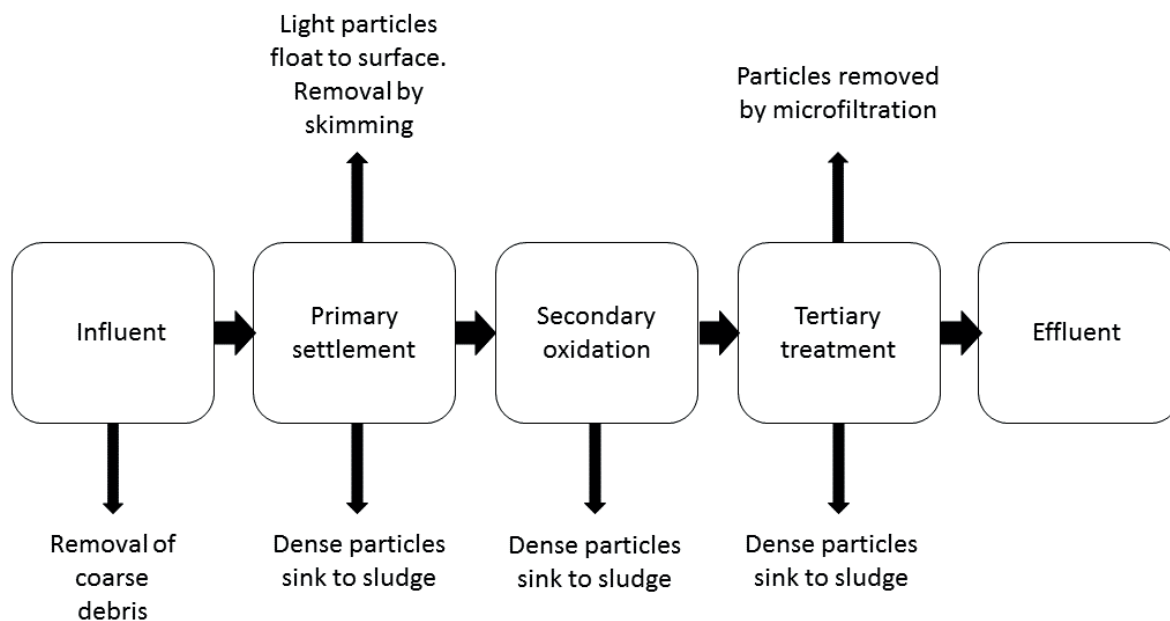 Light particles
float to surface.
Removal by
skimming
Particles removed
by microfiltration
Influent
Primary
settlement
Secondary
oxidation
Tertiary
treatment
Effluent
Removal of
coarse
debris
Dense particles
sink to sludge
Dense particles
sink to sludge
Dense particles
sink to sludge